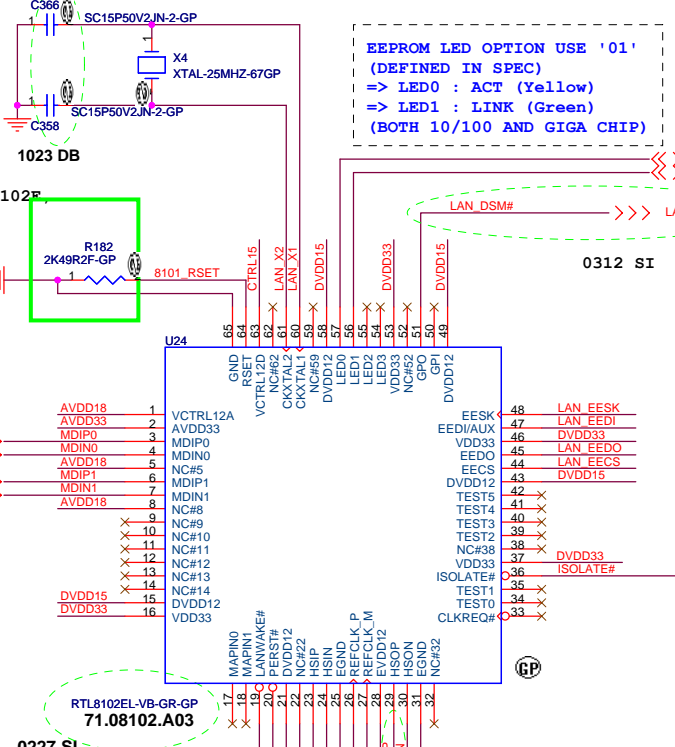 C366
1
SC15P50V2JN-2-GP
1
X4
XTAL-25MHZ-67GP
1
SC15P50V2JN-2-GP
C358
1023 DB
EEPROM LED OPTION USE '01'
(DEFINED IN SPEC)
=> LED0 : ACT (Yellow)
=> LED1 : LINK (Green)
(BOTH 10/100 AND GIGA CHIP)
LAN_DSM#
0312 SI
R182
2K49R2F-GP
1
8101_RSET
CTRL15
LAN_X2
LAN_X1
DVDD15
DVDD33
DVDD15
65
64
63
62
61
60
59
58
57
56
55
54
53
52
51
50
49
U24
GND
RSET
VCTRL12D
NC#62
CKXTAL2
CKXTAL1
NC#59
DVDD12
LED0
LED1
LED2
LED3
VDD33
NC#52
GPO
GPI
DVDD12
AVDD18 1 VCTRL12A
AVDD33 2 AVDD33
MDIP0 3 MDIP0
MDIN0 4 MDIN0
AVDD18 5 NC#5
MDIP1 6 MDIP1
MDIN1 7 MDIN1
AVDD18 8 NC#8
9 NC#9
10 NC#10
11 NC#11
12 NC#12
13 NC#13
14 NC#14
DVDD15 15 DVDD12
DVDD33 16 VDD33
EESK 48 LAN_EESK
EEDI/AUX 47 LAN_EEDI
VDD33 46 DVDD33
EEDO 45 LAN_EEDO
EECS 44 LAN_EECS
DVDD12 43 DVDD15
TEST5 42
TEST4 41
TEST3 40
TEST2 39
NC#38 38
VDD33 37 DVDD33
ISOLATE# 36 ISOLATE#
TEST1 35
TEST0 34
CLKREQ# 33
MAPIN0
MAPIN1
LANWAKE#
PERST#
DVDD12
NC#22
HSIP
HSIN
EGND
REFCLK_P
REFCLK_M
EVDD12
HSOP
HSON
EGND
NC#32
17
18
19
20
21
22
23
24
25
26
27
28
29
30
31
32
GP
RTL8102EL-VB-GR-GP
71.08102.A03
0227 SI